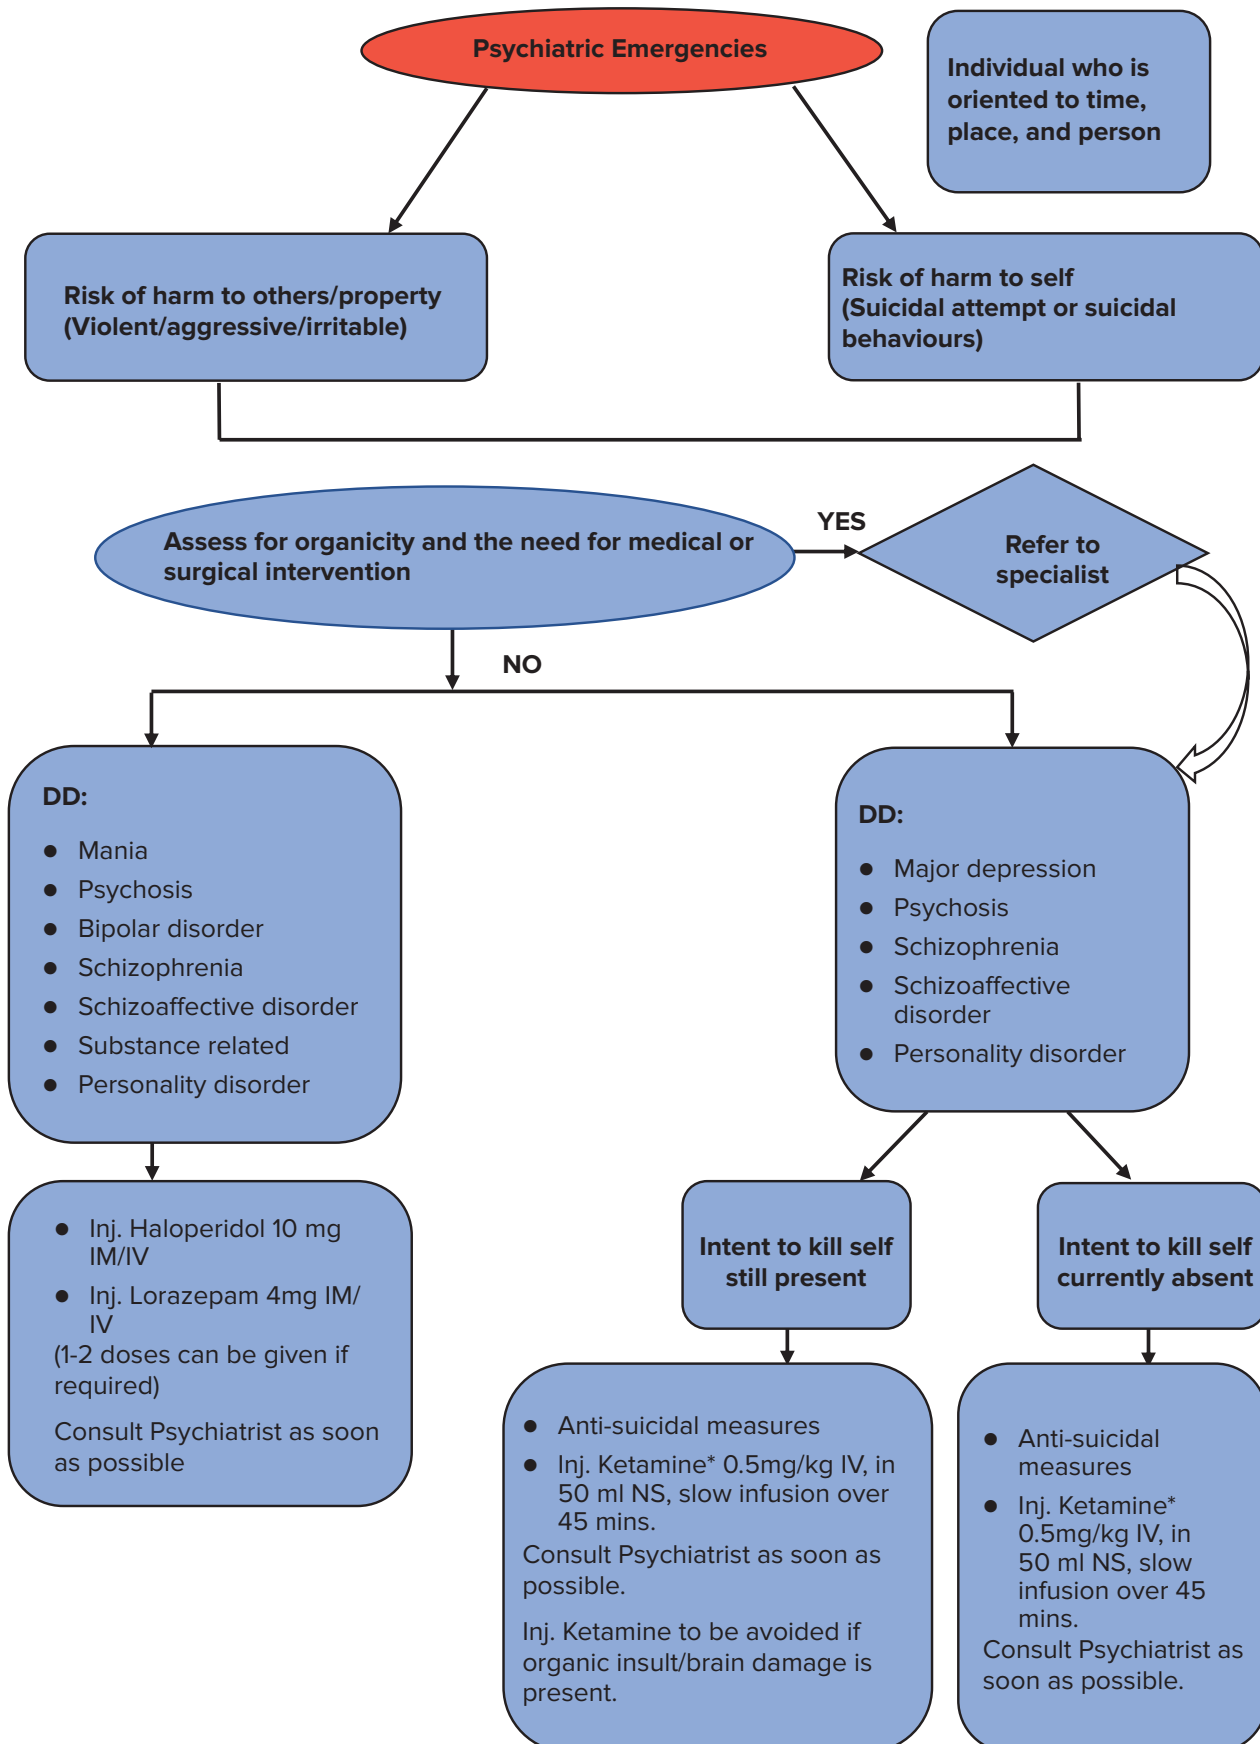 Psychiatric Emergencies
Individual who is
oriented to time,
place, and person
Risk of harm to others/property
(Violent/aggressive/irritable)
Risk of harm to self
(Suicidal attempt or suicidal
behaviours)
Assess for organicity and the need for medical or
surgical intervention
YES
Refer to
specialist
NO
DD:
● Mania
● Psychosis
● Bipolar disorder
● Schizophrenia
● Schizoaffective disorder
● Substance related
● Personality disorder
DD:
● Major depression
● Psychosis
● Schizophrenia
● Schizoaffective
disorder
● Personality disorder
● Inj. Haloperidol 10 mg
IM/IV
● Inj. Lorazepam 4mg IM/
IV
(1-2 doses can be given if
required)
Consult Psychiatrist as soon
as possible
Intent to kill self
still present
Intent to kill self
currently absent
● Anti-suicidal measures
● Inj. Ketamine* 0.5mg/kg IV, in
50 ml NS, slow infusion over
45 mins.
Consult Psychiatrist as soon as
possible.
Inj. Ketamine to be avoided if
organic insult/brain damage is
present.
● Anti-suicidal
measures
● Inj. Ketamine*
0.5mg/kg IV, in
50 ml NS, slow
infusion over 45
mins.
Consult Psychiatrist as
soon as possible.